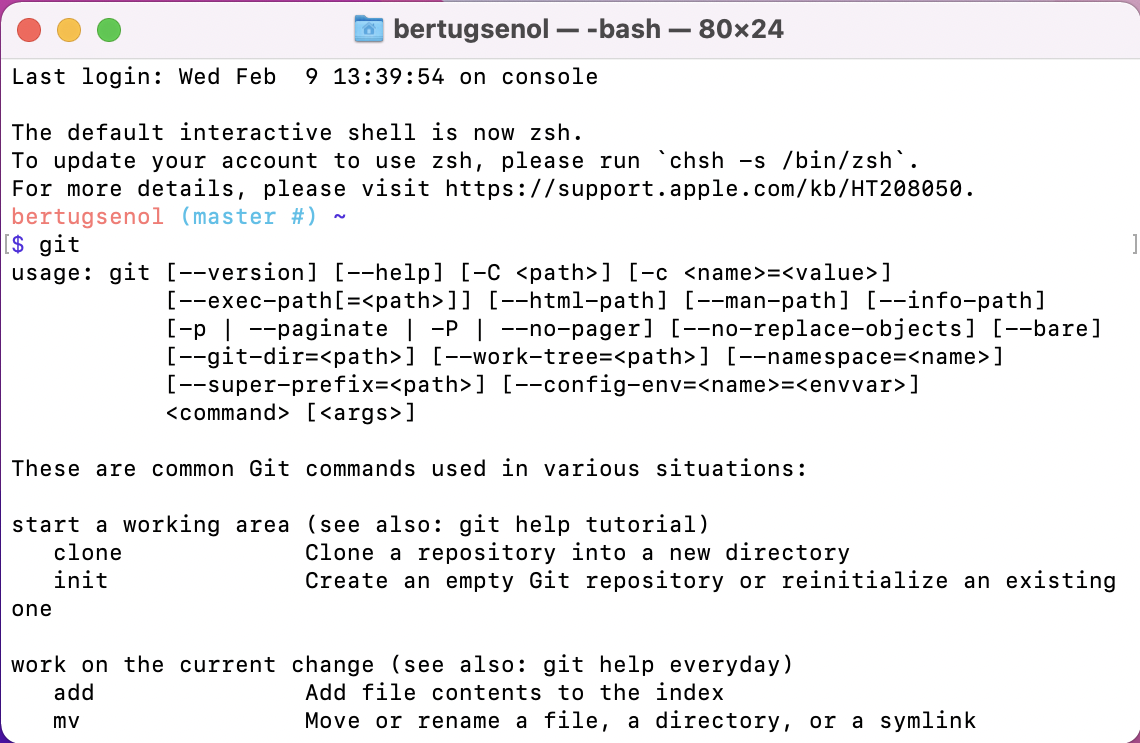 bertugsenol — -bash — 80×24
Last login: Wed Feb  9 13:39:54 on console

The default interactive shell is now zsh.
To update your account to use zsh, please run `chsh -s /bin/zsh`.
For more details, please visit https://support.apple.com/kb/HT208050.
bertugsenol (master #) ~
[$ git                                                                          ]
usage: git [--version] [--help] [-C <path>] [-c <name>=<value>]
           [--exec-path[=<path>]] [--html-path] [--man-path] [--info-path]
           [-p | --paginate | -P | --no-pager] [--no-replace-objects] [--bare]
           [--git-dir=<path>] [--work-tree=<path>] [--namespace=<name>]
           [--super-prefix=<path>] [--config-env=<name>=<envvar>]
           <command> [<args>]

These are common Git commands used in various situations:

start a working area (see also: git help tutorial)
   clone             Clone a repository into a new directory
   init              Create an empty Git repository or reinitialize an existing
one

work on the current change (see also: git help everyday)
   add               Add file contents to the index
   mv                Move or rename a file, a directory, or a symlink